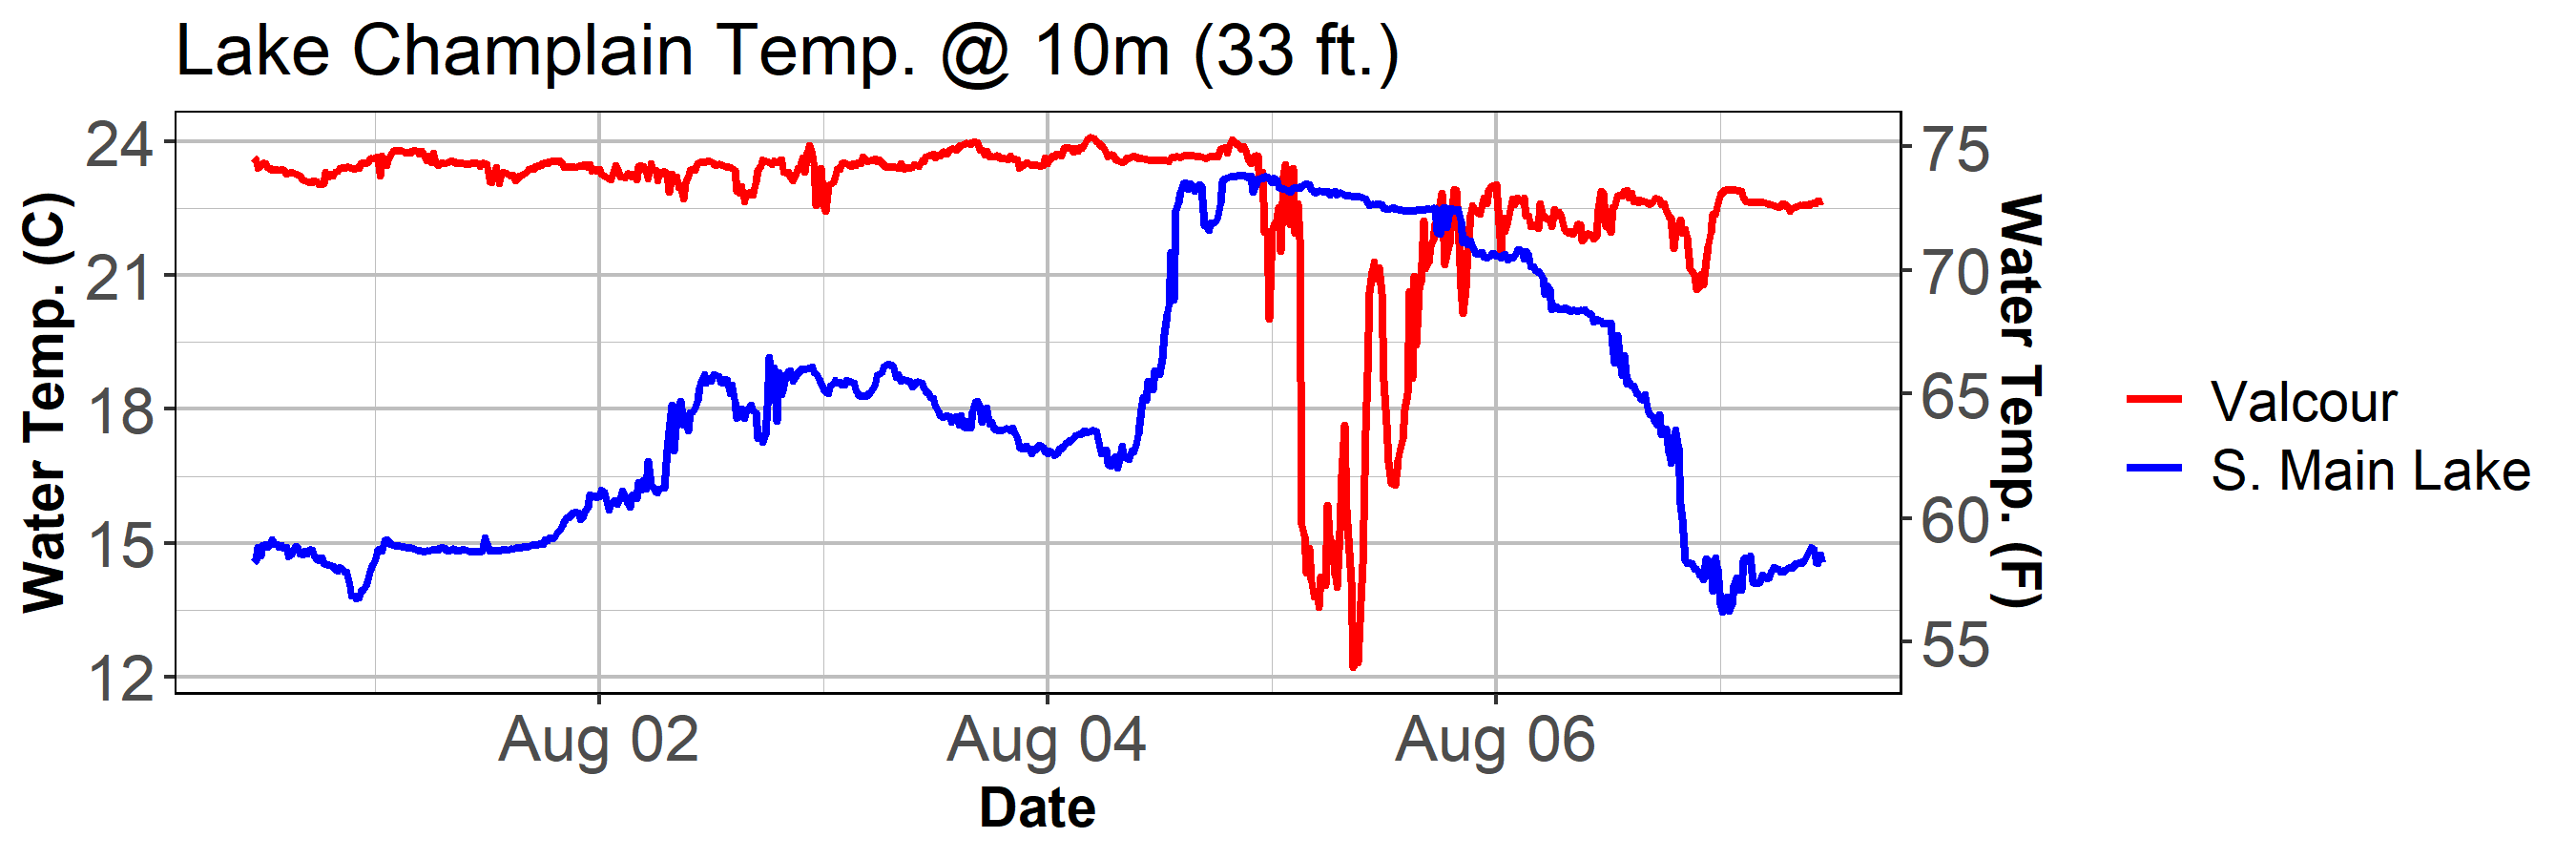 Lake Champlain Temp. @ 10m (33 ft.)
Water Temp. (C)
24
21
18
15
12
75
70
65
60
55
Water Temp. (F)
Aug 02
Aug 04
Aug 06
Date
Valcour
S. Main Lake